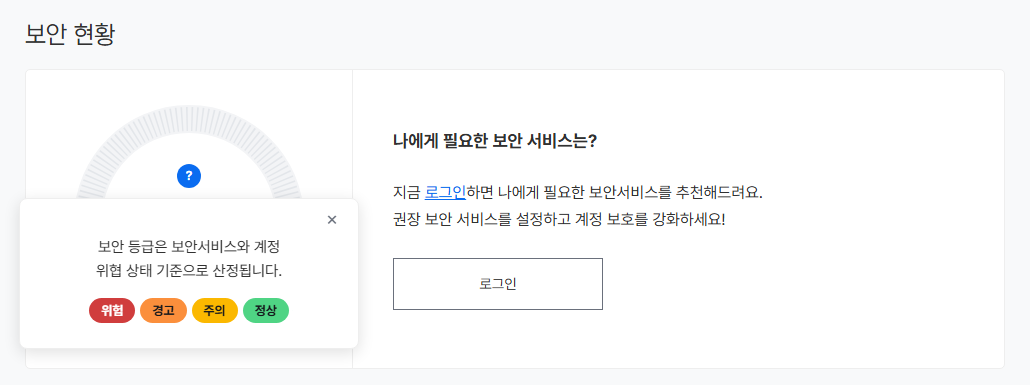 보안 현황
?
보안 등급은 보안서비스와 계정
위협 상태 기준으로 산정됩니다.
위험 경고 주의 정상
나에게 필요한 보안 서비스는?
지금 로그인하면 나에게 필요한 보안서비스를 추천해드려요.
권장 보안 서비스를 설정하고 계정 보호를 강화하세요!
로그인